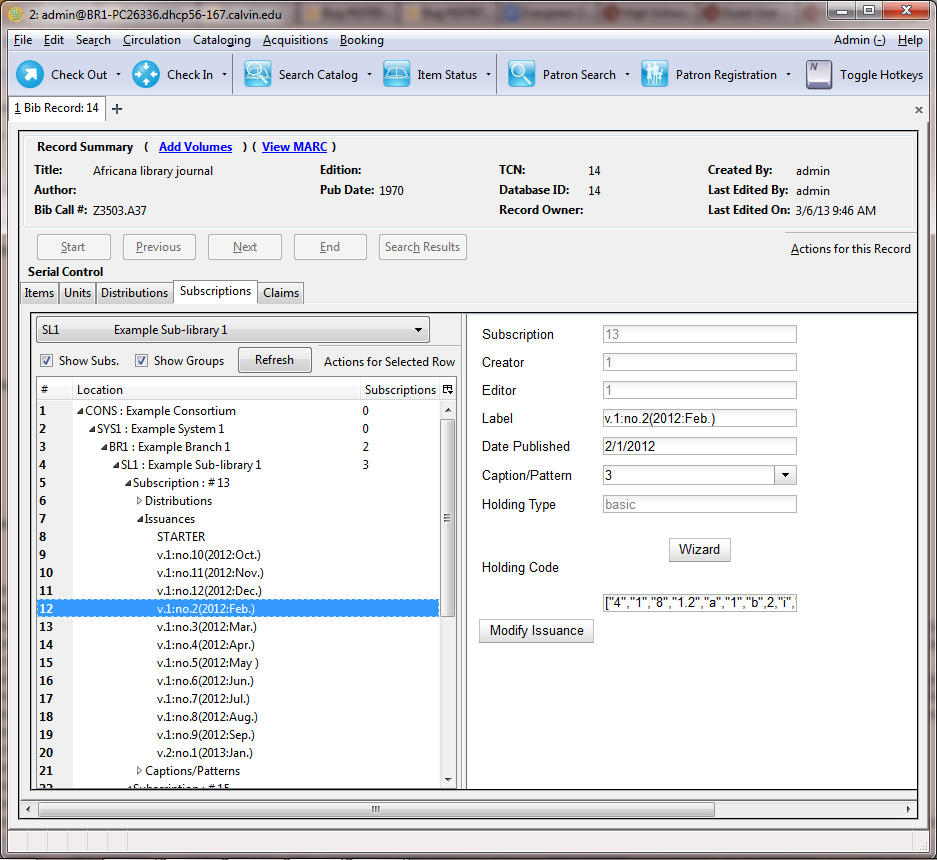 2: admin@BR1-PC26336.dhcp56-167.calvin.edu
File Edit Search Circulation Cataloging Acquisitions Booking Admin (-) Help
Check Out Check In Search Catalog Item Status Patron Search Patron Registration N Toggle Hotkeys
1 Bib Record: 14
Record Summary ( Add Volumes ) ( View MARC )
Title: Africana library journal Edition: TCN: 14 Created By: admin
Author: Pub Date: 1970 Database ID: 14 Last Edited By: admin
Bib Call #: Z3503.A37 Record Owner: Last Edited On: 3/6/13 9:46 AM
Start Previous Next End Search Results Actions for this Record
Serial Control
Items Units Distributions Subscriptions Claims
SL1 Example Sub-library 1
Show Subs. Show Groups Refresh Actions for Selected Row
# Location Subscriptions
1 CONS : Example Consortium 0
2 SYS1 : Example System 1 0
3 BR1 : Example Branch 1 2
4 SL1 : Example Sub-library 1 3
5 Subscription : # 13
6 Distributions
7 Issuances
8 STARTER
9 v.1:no.10(2012:Oct.)
10 v.1:no.11(2012:Nov.)
11 v.1:no.12(2012:Dec.)
12 v.1:no.2(2012:Feb.)
13 v.1:no.3(2012:Mar.)
14 v.1:no.4(2012:Apr.)
15 v.1:no.5(2012:May )
16 v.1:no.6(2012:Jun.)
17 v.1:no.7(2012:Jul.)
18 v.1:no.8(2012:Aug.)
19 v.1:no.9(2012:Sep.)
20 v.2:no.1(2013:Jan.)
21 Captions/Patterns
22 Subscription : # 15
Subscription 13
Creator 1
Editor 1
Label v.1:no.2(2012:Feb.)
Date Published 2/1/2012
Caption/Pattern 3
Holding Type basic
Wizard
Holding Code
["4","1","8","1.2","a","1","b",2,"i",
Modify Issuance